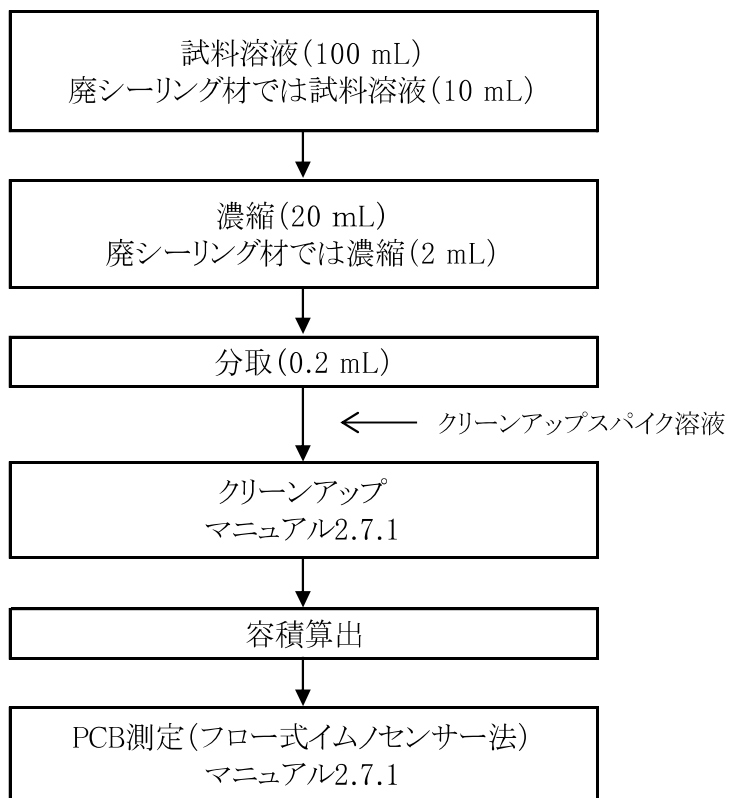 試料溶液(100 mL)
廃シーリング材では試料溶液(10 mL)
濃縮(20 mL)
廃シーリング材では濃縮(2 mL)
分取(0.2 mL)
クリーンアップスパイク溶液
クリーンアップ
マニュアル2.7.1
容積算出
PCB測定(フロー式イムノセンサー法)
マニュアル2.7.1